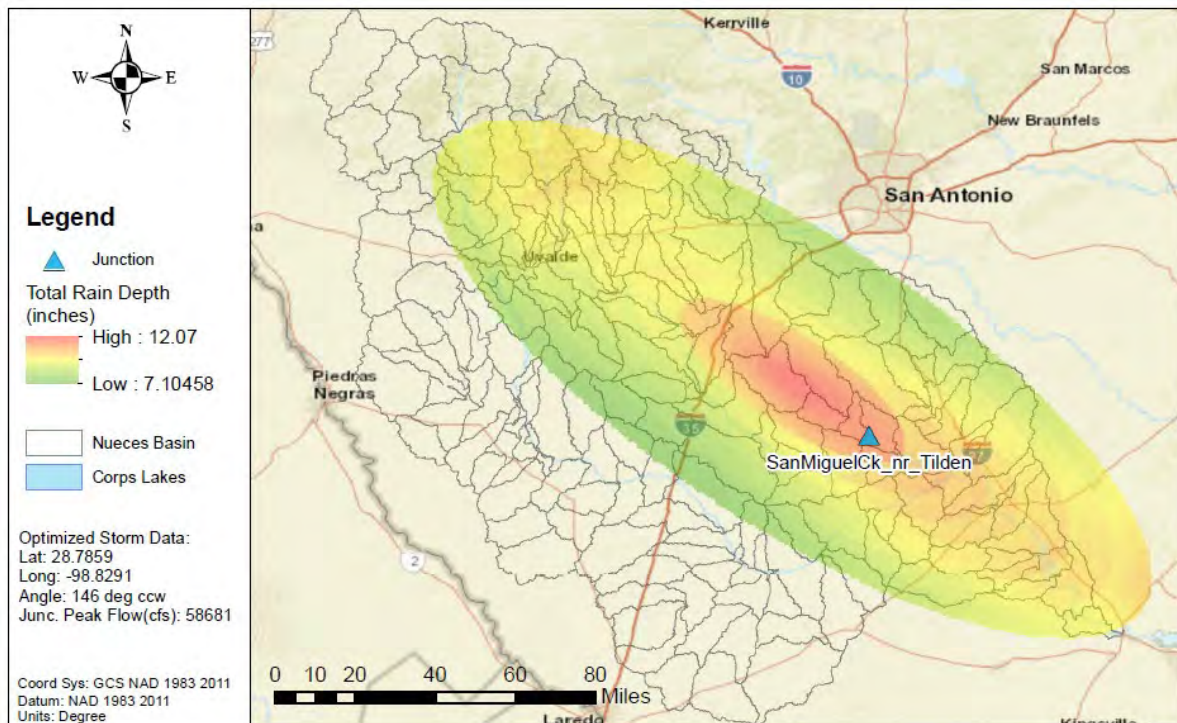 N
W
E
S
Legend
Junction
Total Rain Depth
(inches)
High : 12.07
Low : 7.10458
Nueces Basin
Corps Lakes
Optimized Storm Data:
Lat: 28.7859
Long: -98.8291
Angle: 146 deg ccw
Junc. Peak Flow(cfs): 58681
Coord Sys: GCS NAD 1983 2011
Datum: NAD 1983 2011
Units: Degree
277
Kerrville
10
San Marcos
New Braunfels
San Antonio
Uvalde
Piedras
Negras
35
37
SanMiguelCk_nr_Tilden
2
0 10 20 40 60 80
Miles
Laredo
Kingsville